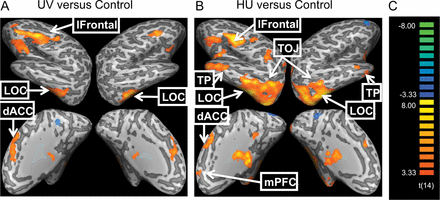 A UV versus Control
lFrontal
LOC
LOC
dACC
B HU versus Control
lFrontal
TOJ
TP
LOC
TP
LOC
dACC
mPFC
C
-8.00
-3.33
8.00
3.33
t(14)